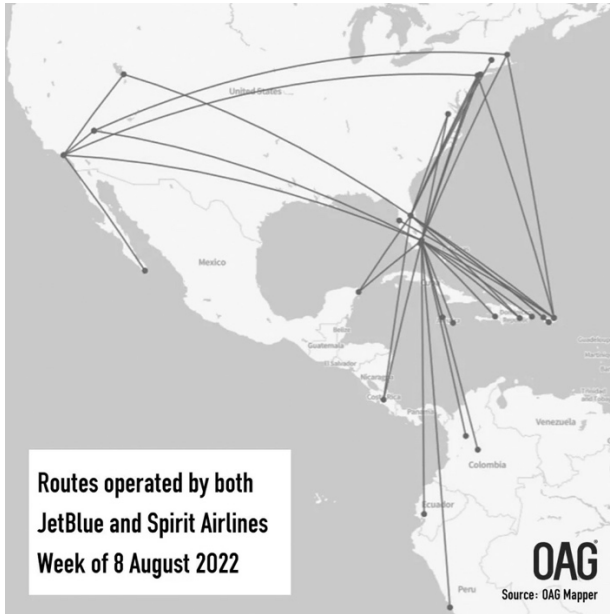 United States
Mexico
Cuba
Belize
Guatemala
El Salvador
Nicaragua
Costa Rica
Panama
Venezuela
Colombia
Ecuador
Peru
Routes operated by both
JetBlue and Spirit Airlines
Week of 8 August 2022
OAG
Source: OAG Mapper